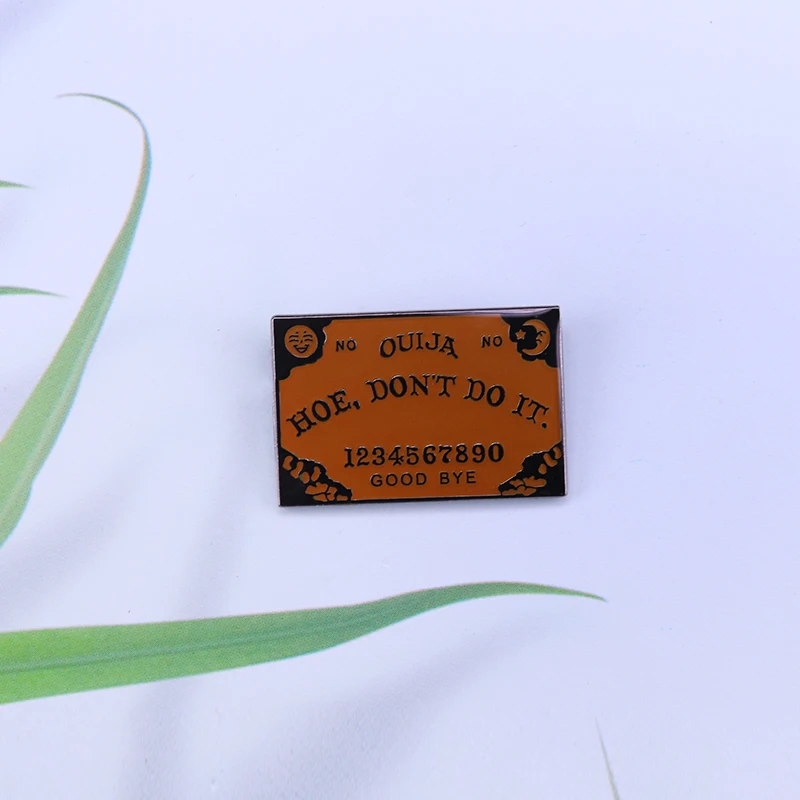 NO OUIJA NO
HOE, DON'T DO IT.
1234567890
GOOD BYE